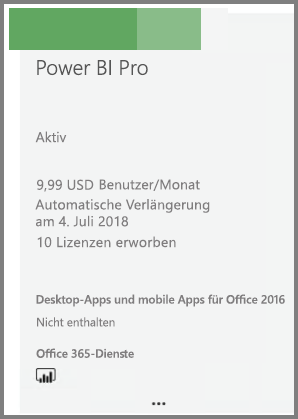 Power BI Pro
Aktiv
9,99 USD Benutzer/Monat
Automatische Verlängerung
am 4. Juli 2018
10 Lizenzen erworben
Desktop-Apps und mobile Apps für Office 2016
Nicht enthalten
Office 365-Dienste